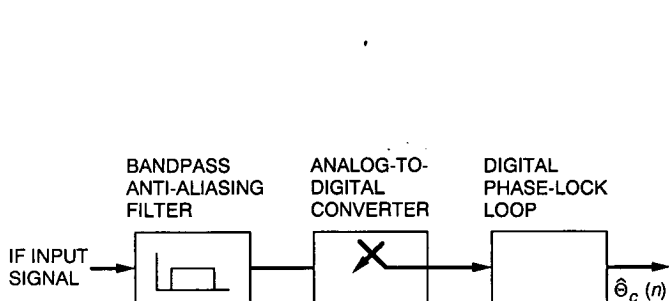 BANDPASS
ANTI-ALIASING
FILTER
ANALOG-TO-
DIGITAL
CONVERTER
DIGITAL
PHASE-LOCK
LOOP
IF INPUT
SIGNAL
Θ̂c (n)